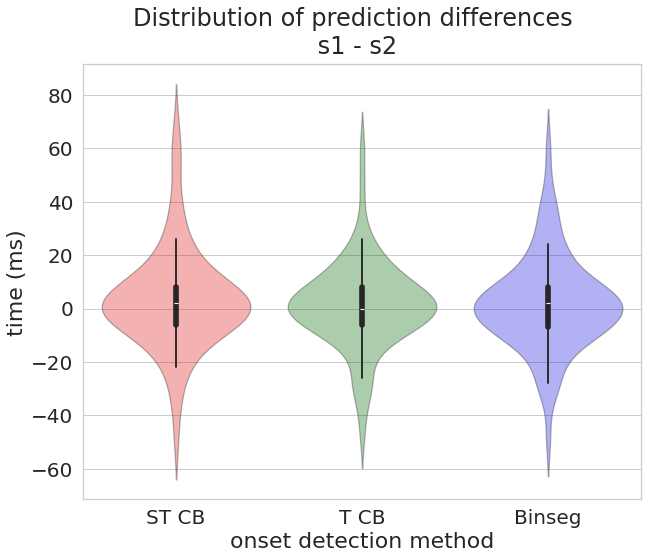 Distribution of prediction differences
s1 - s2
80
60
40
20
0
−20
−40
−60
time (ms)
ST CB
T CB
Binseg
onset detection method